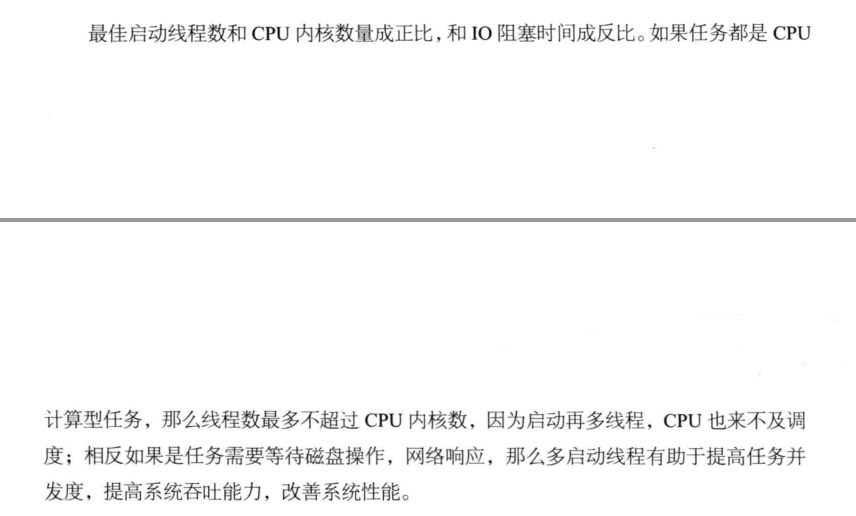 最佳启动线程数和 CPU 内核数量成正比，和 IO 阻塞时间成反比。如果任务都是 CPU
计算型任务，那么线程数最多不超过 CPU 内核数，因为启动再多线程，CPU 也来不及调
度；相反如果是任务需要等待磁盘操作，网络响应，那么多启动线程有助于提高任务并
发度，提高系统吞吐能力，改善系统性能。